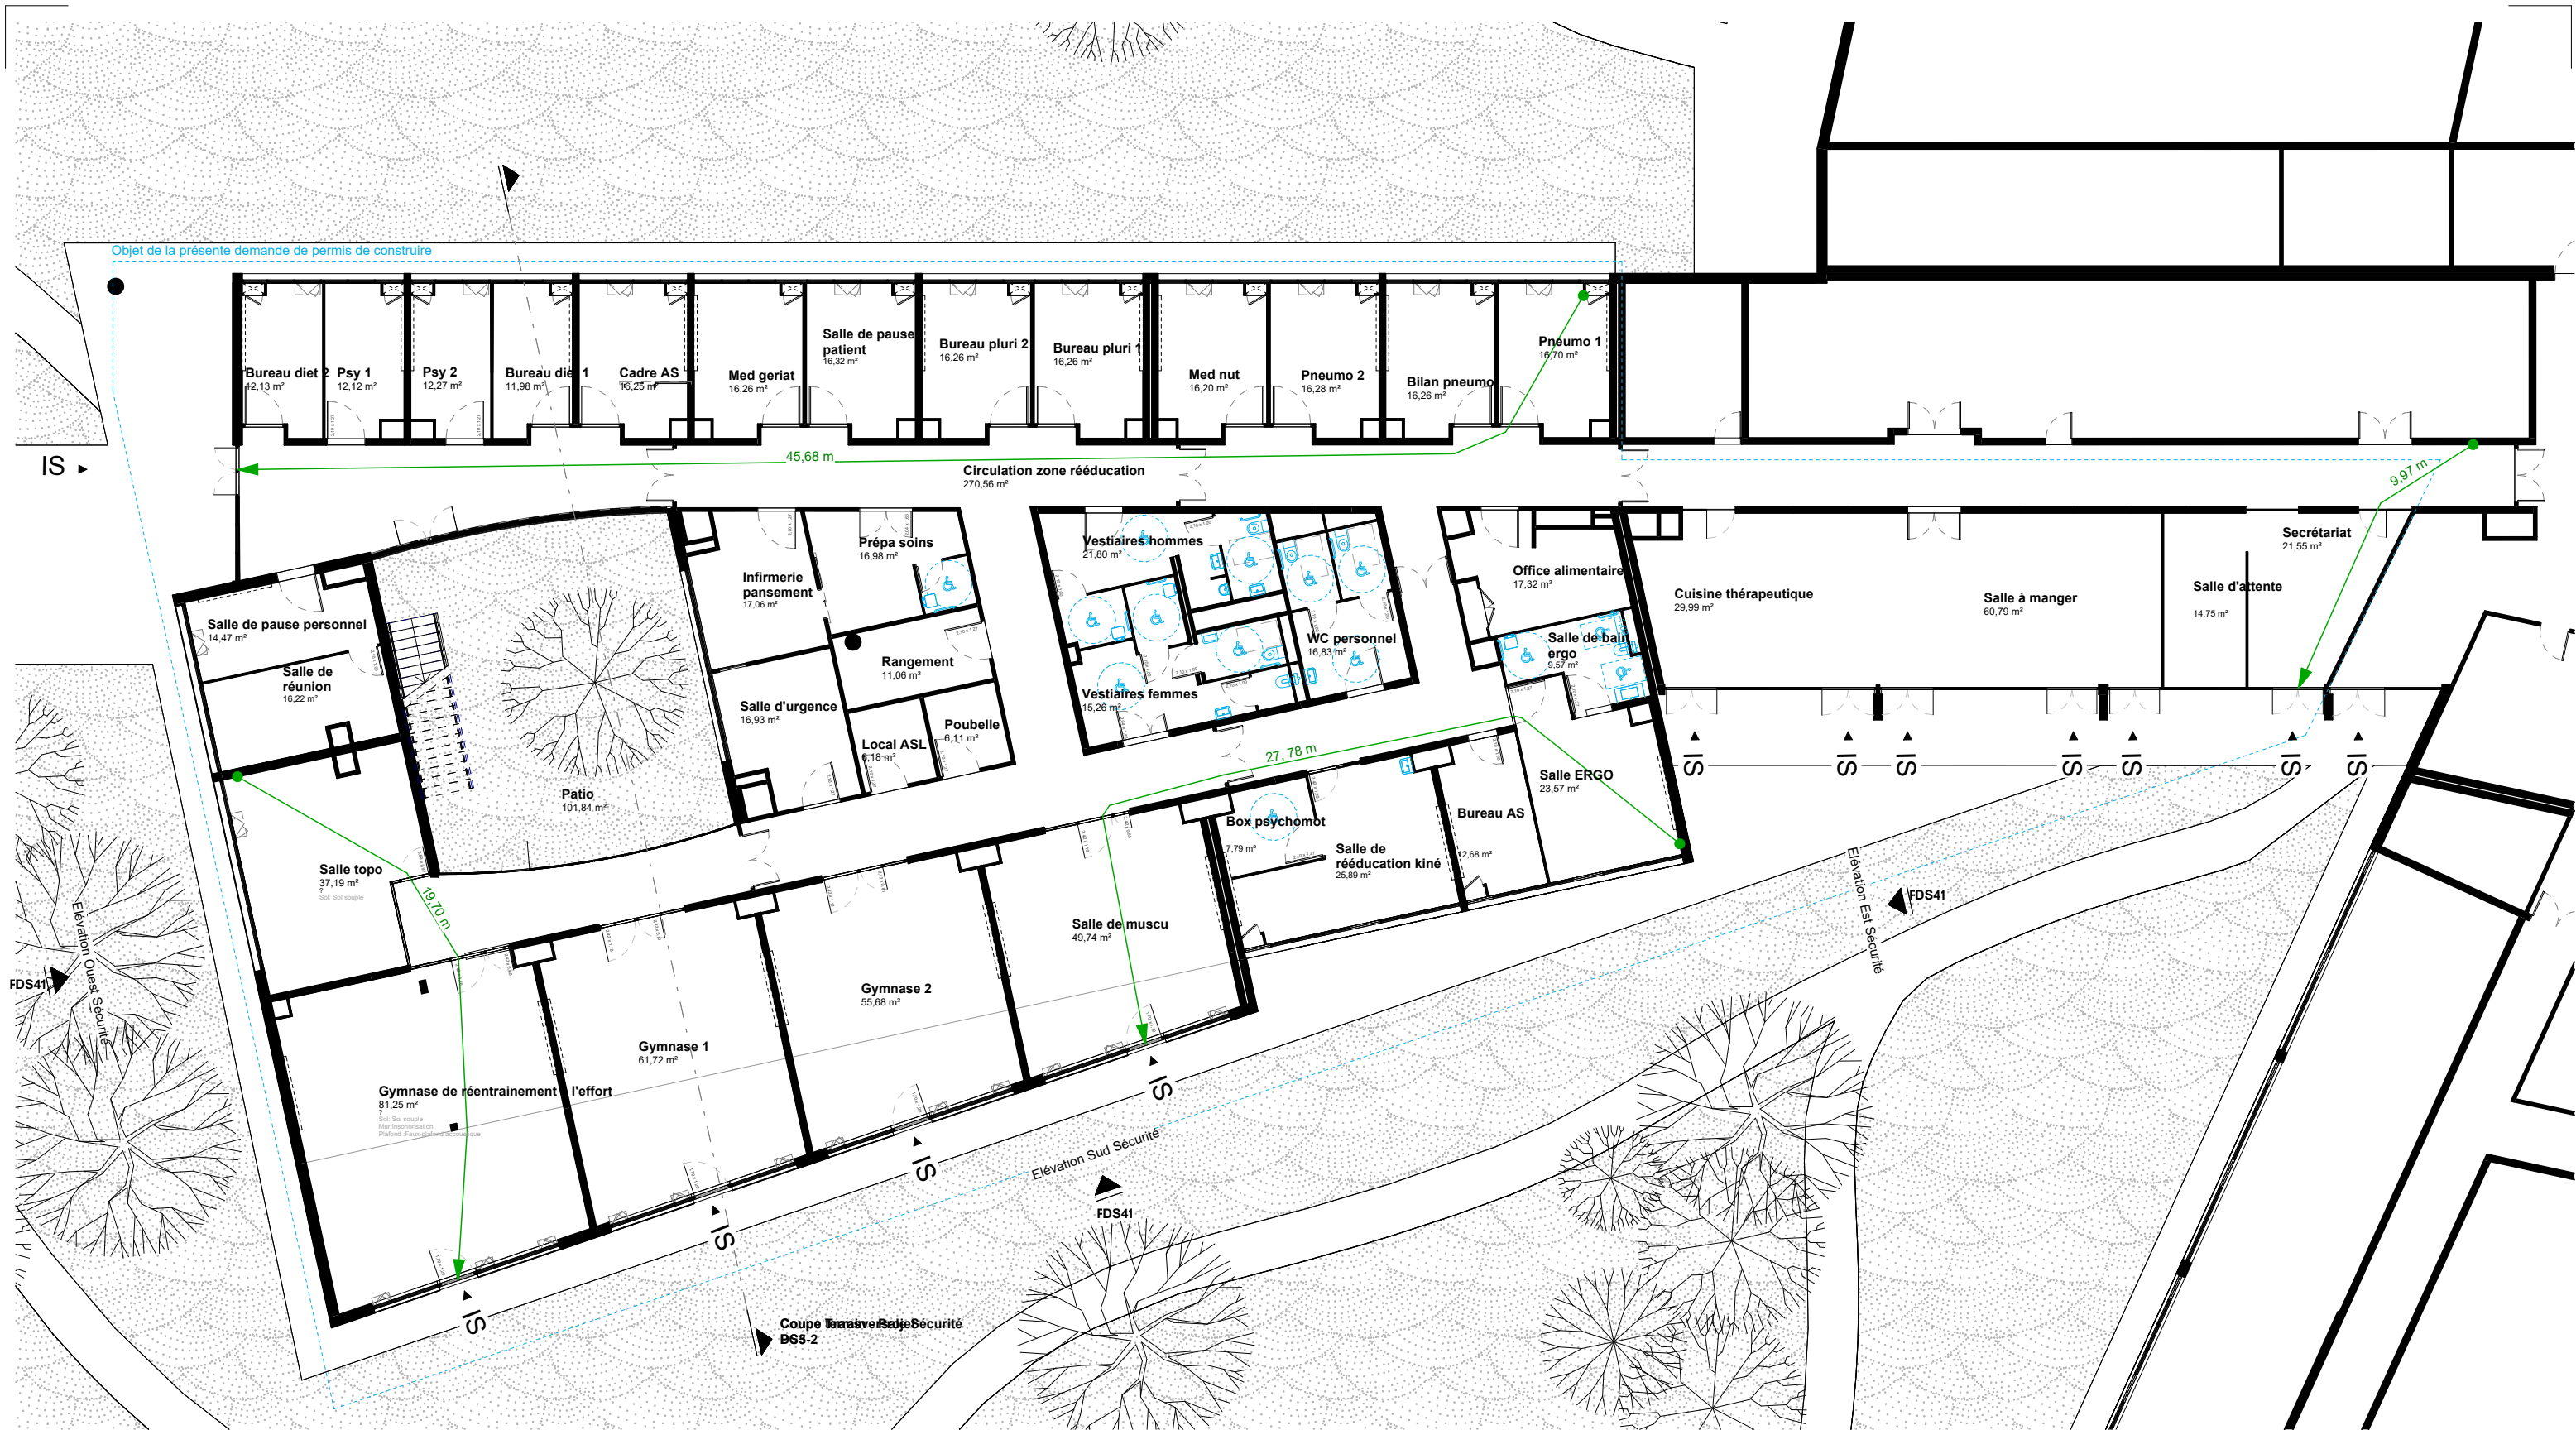 Objet de la présente demande de permis de construire
Bureau diet 2
12,13 m²
Psy 1
12,12 m²
Psy 2
12,27 m²
Bureau diet 1
11,98 m²
Cadre AS
16,25 m²
Med geriat
16,26 m²
Salle de pause
patient
16,32 m²
Bureau pluri 2
16,26 m²
Bureau pluri 1
16,26 m²
Med nut
16,20 m²
Pneumo 2
16,28 m²
Bilan pneumo
16,26 m²
Pneumo 1
16,70 m²
IS
45,68 m
Circulation zone rééducation
270,56 m²
9,97 m
Salle de pause personnel
14,47 m²
Salle de
réunion
16,22 m²
Patio
101,84 m²
Infirmerie
pansement
17,06 m²
Prépa soins
16,98 m²
Rangement
11,06 m²
Salle d'urgence
16,93 m²
Local ASL
6,18 m²
Poubelle
6,11 m²
Vestiaires hommes
21,80 m²
Vestiaires femmes
15,26 m²
WC personnel
16,83 m²
Office alimentaire
17,32 m²
Salle de bain
ergo
9,57 m²
Cuisine thérapeutique
29,99 m²
Salle à manger
60,79 m²
Salle d'attente
14,75 m²
Secrétariat
21,55 m²
IS
IS
IS
IS
IS
IS
IS
27, 78 m
Salle ERGO
23,57 m²
Bureau AS
12,68 m²
Box psychomot
7,79 m²
Salle de
rééducation kiné
25,89 m²
Salle topo
37,19 m²
?
Sol: Sol souple
19,70 m
Salle de muscu
49,74 m²
Gymnase 2
55,68 m²
Gymnase 1
61,72 m²
Gymnase de réentrainement l'effort
81,25 m²
?
Sol: Sol souple
Mur:Insonorisation
Plafond :Faux-plafond acoustique
Elévation Ouest Sécurité
FDS41
Elévation Est Sécurité
FDS41
Elévation Sud Sécurité
FDS41
IS
IS
IS
IS